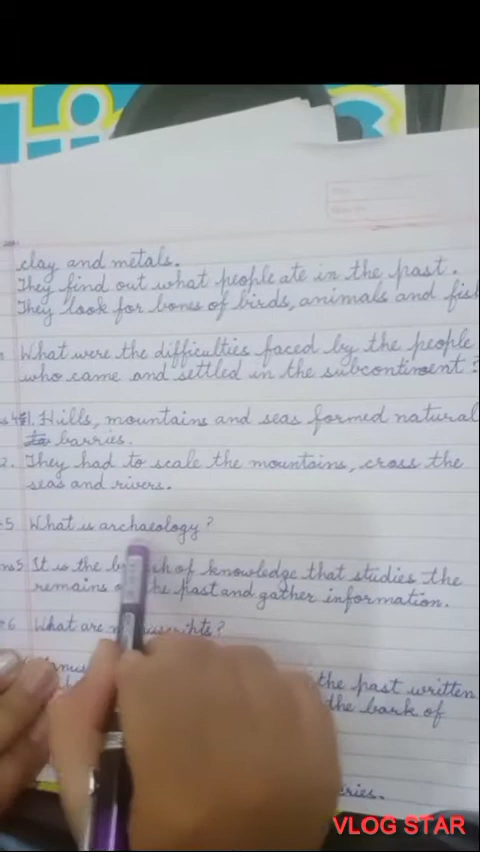 clay and metals.
They find out what people ate in the past.
They look for bones of birds, animals and fish
What were the difficulties faced by the people
who came and settled in the subcontinent?
1. Hills, mountains and seas formed natural
barries.
2. They had to scale the mountains, cross the
seas and rivers.
5 What is archaeology?
ns 5 It is the of knowledge that studies the
remains the past and gather information.
6 What are
the past written
the bark of
VLOG STAR